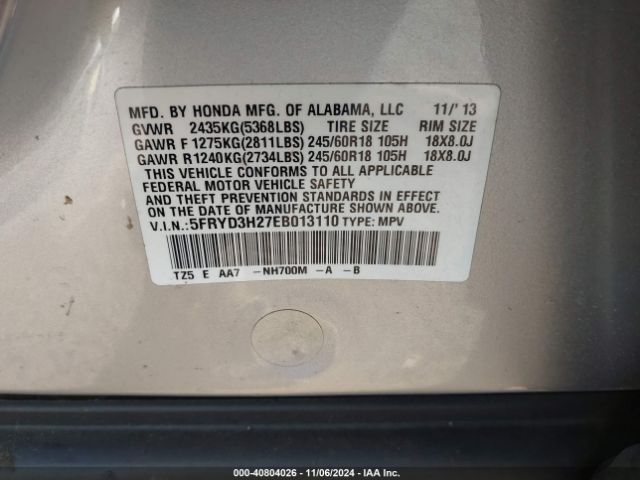 MFD. BY HONDA MFG. OF ALABAMA, LLC 11/'13
GVWR 2435KG(5368LBS) TIRE SIZE RIM SIZE
GAWR F 1275KG(2811LBS) 245/60R18 105H 18X8.0J
GAWR R1240KG(2734LBS) 245/60R18 105H 18X8.0J
THIS VEHICLE CONFORMS TO ALL APPLICABLE
FEDERAL MOTOR VEHICLE SAFETY
AND THEFT PREVENTION STANDARDS IN EFFECT
ON THE DATE OF MANUFACTURE SHOWN ABOVE.
V.I.N.: 5FRYD3H27EB013110 TYPE: MPV
TZ5 E AA7 -NH700M -A -B
000-40804026 - 11/06/2024 - IAA Inc.